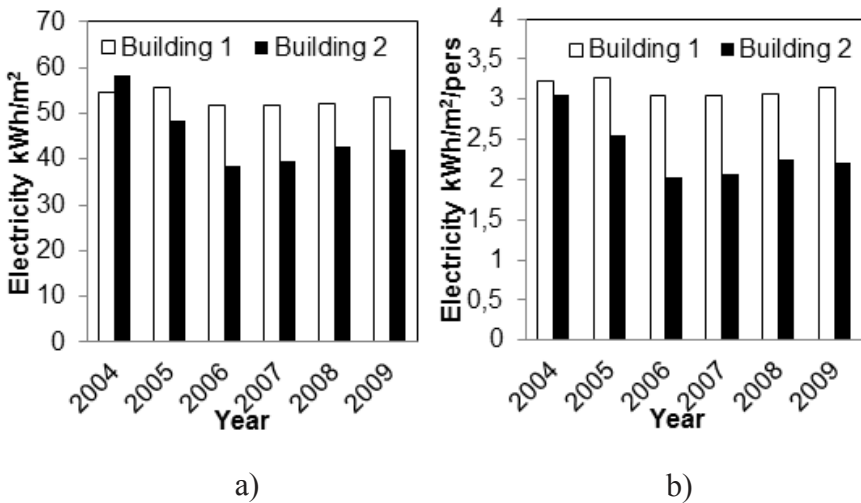 Electricity kWh/m²
70
60
50
40
30
20
10
0
Building 1 Building 2
2004 2005 2006 2007 2008 2009
Year
a)
Electricity kWh/m²/pers
4
3,5
3
2,5
2
1,5
1
0,5
0
Building 1 Building 2
2004 2005 2006 2007 2008 2009
Year
b)